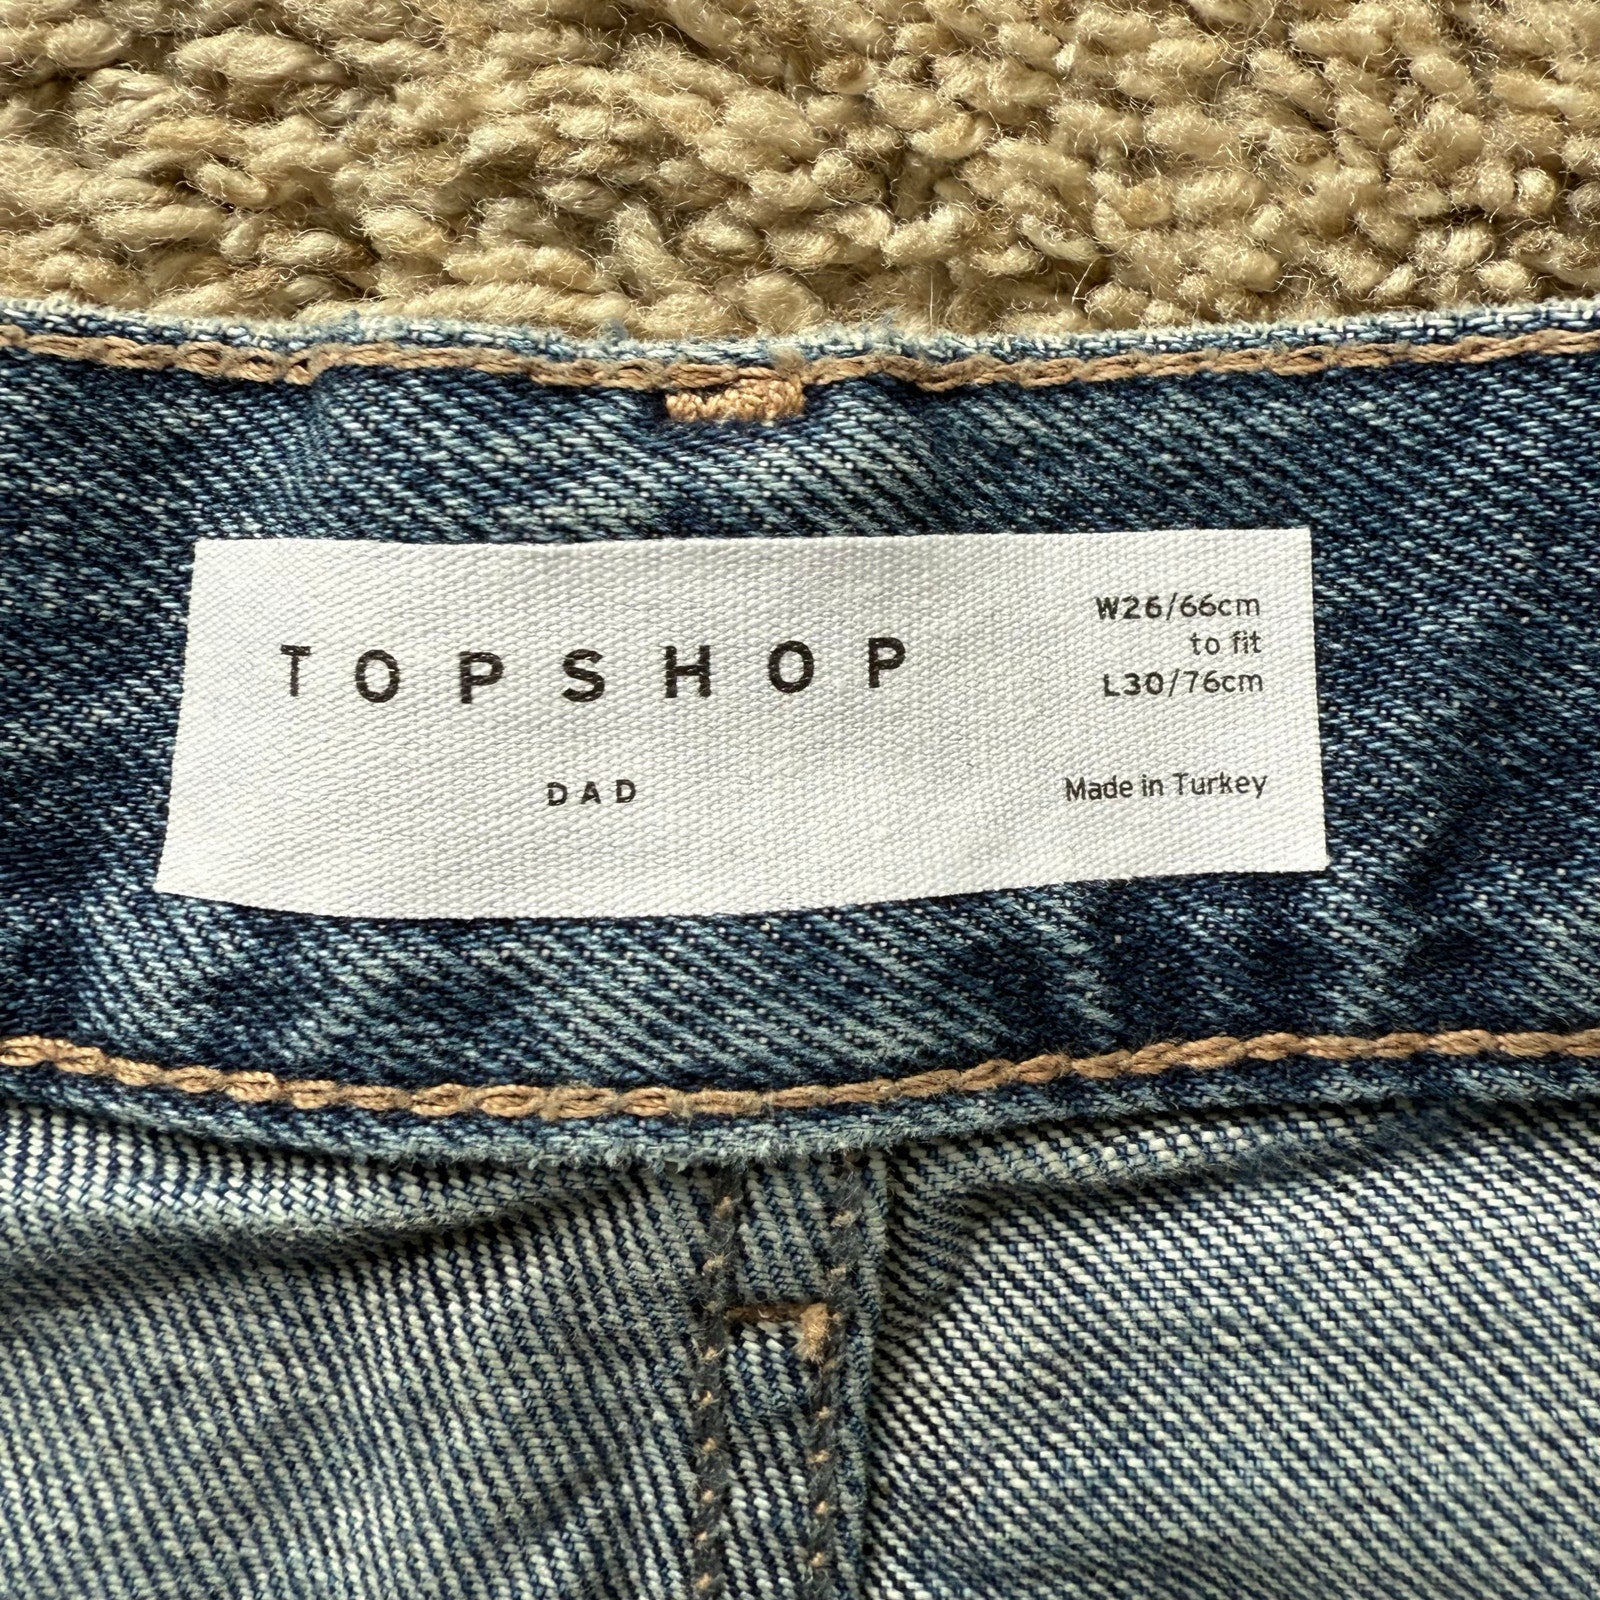 TOPSHOP
DAD
W26/66cm
to fit
L30/76cm
Made in Turkey